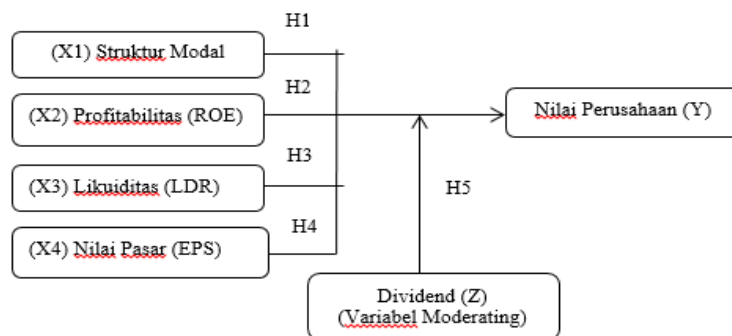 H1
(X1) Struktur Modal
H2
(X2) Profitabilitas (ROE)
Nilai Perusahaan (Y)
H3
(X3) Likuiditas (LDR)
H5
H4
(X4) Nilai Pasar (EPS)
Dividend (Z)
(Variabel Moderating)